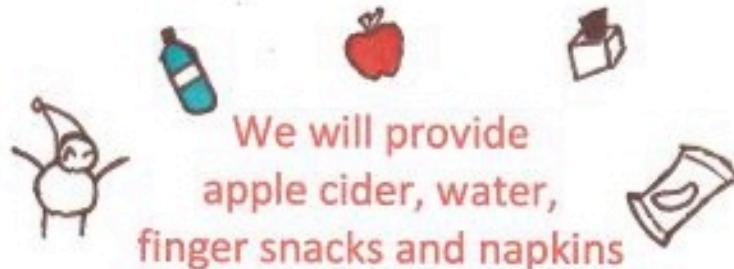 We will provide
apple cider, water,
finger snacks and napkins